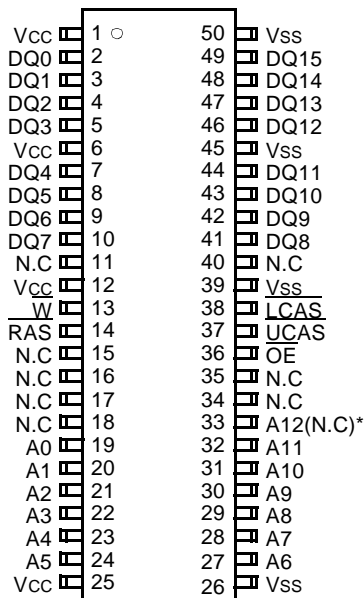 Vcc 1 50 Vss
DQ0 2 49 DQ15
DQ1 3 48 DQ14
DQ2 4 47 DQ13
DQ3 5 46 DQ12
Vcc 6 45 Vss
DQ4 7 44 DQ11
DQ5 8 43 DQ10
DQ6 9 42 DQ9
DQ7 10 41 DQ8
N.C 11 40 N.C
Vcc 12 39 Vss
W 13 38 LCAS
RAS 14 37 UCAS
N.C 15 36 OE
N.C 16 35 N.C
N.C 17 34 N.C
N.C 18 33 A12(N.C)*
A0 19 32 A11
A1 20 31 A10
A2 21 30 A9
A3 22 29 A8
A4 23 28 A7
A5 24 27 A6
Vcc 25 26 Vss